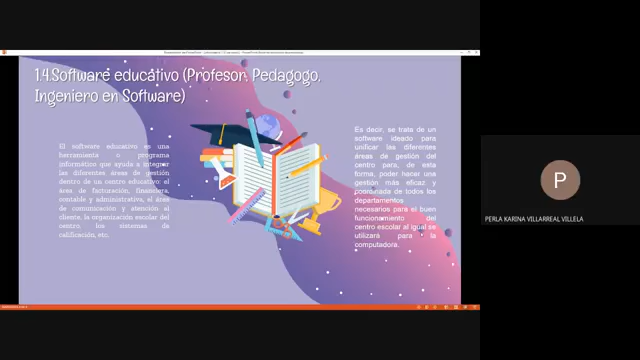 1.4.Software educativo (Profesor, Pedagogo,
Ingeniero en Software)
El software educativo es una
herramienta o programa
informático que ayuda a integrar
las diferentes áreas de gestión
dentro de un centro educativo: el
área de facturación, financiera,
contable y administrativa, el área
de comunicación y atención al
cliente, la organización escolar del
centro, los sistemas de
calificación, etc.
Es decir, se trata de un
software ideado para
unificar las diferentes
áreas de gestión del
centro para, de esta
forma, poder hacer una
gestión más eficaz y
coordinada de todos los
departamentos
necesarios para el buen
funcionamiento del
centro escolar al igual se
utilizará para la
computadora.
P
PERLA KARINA VILLARREAL VILLELA